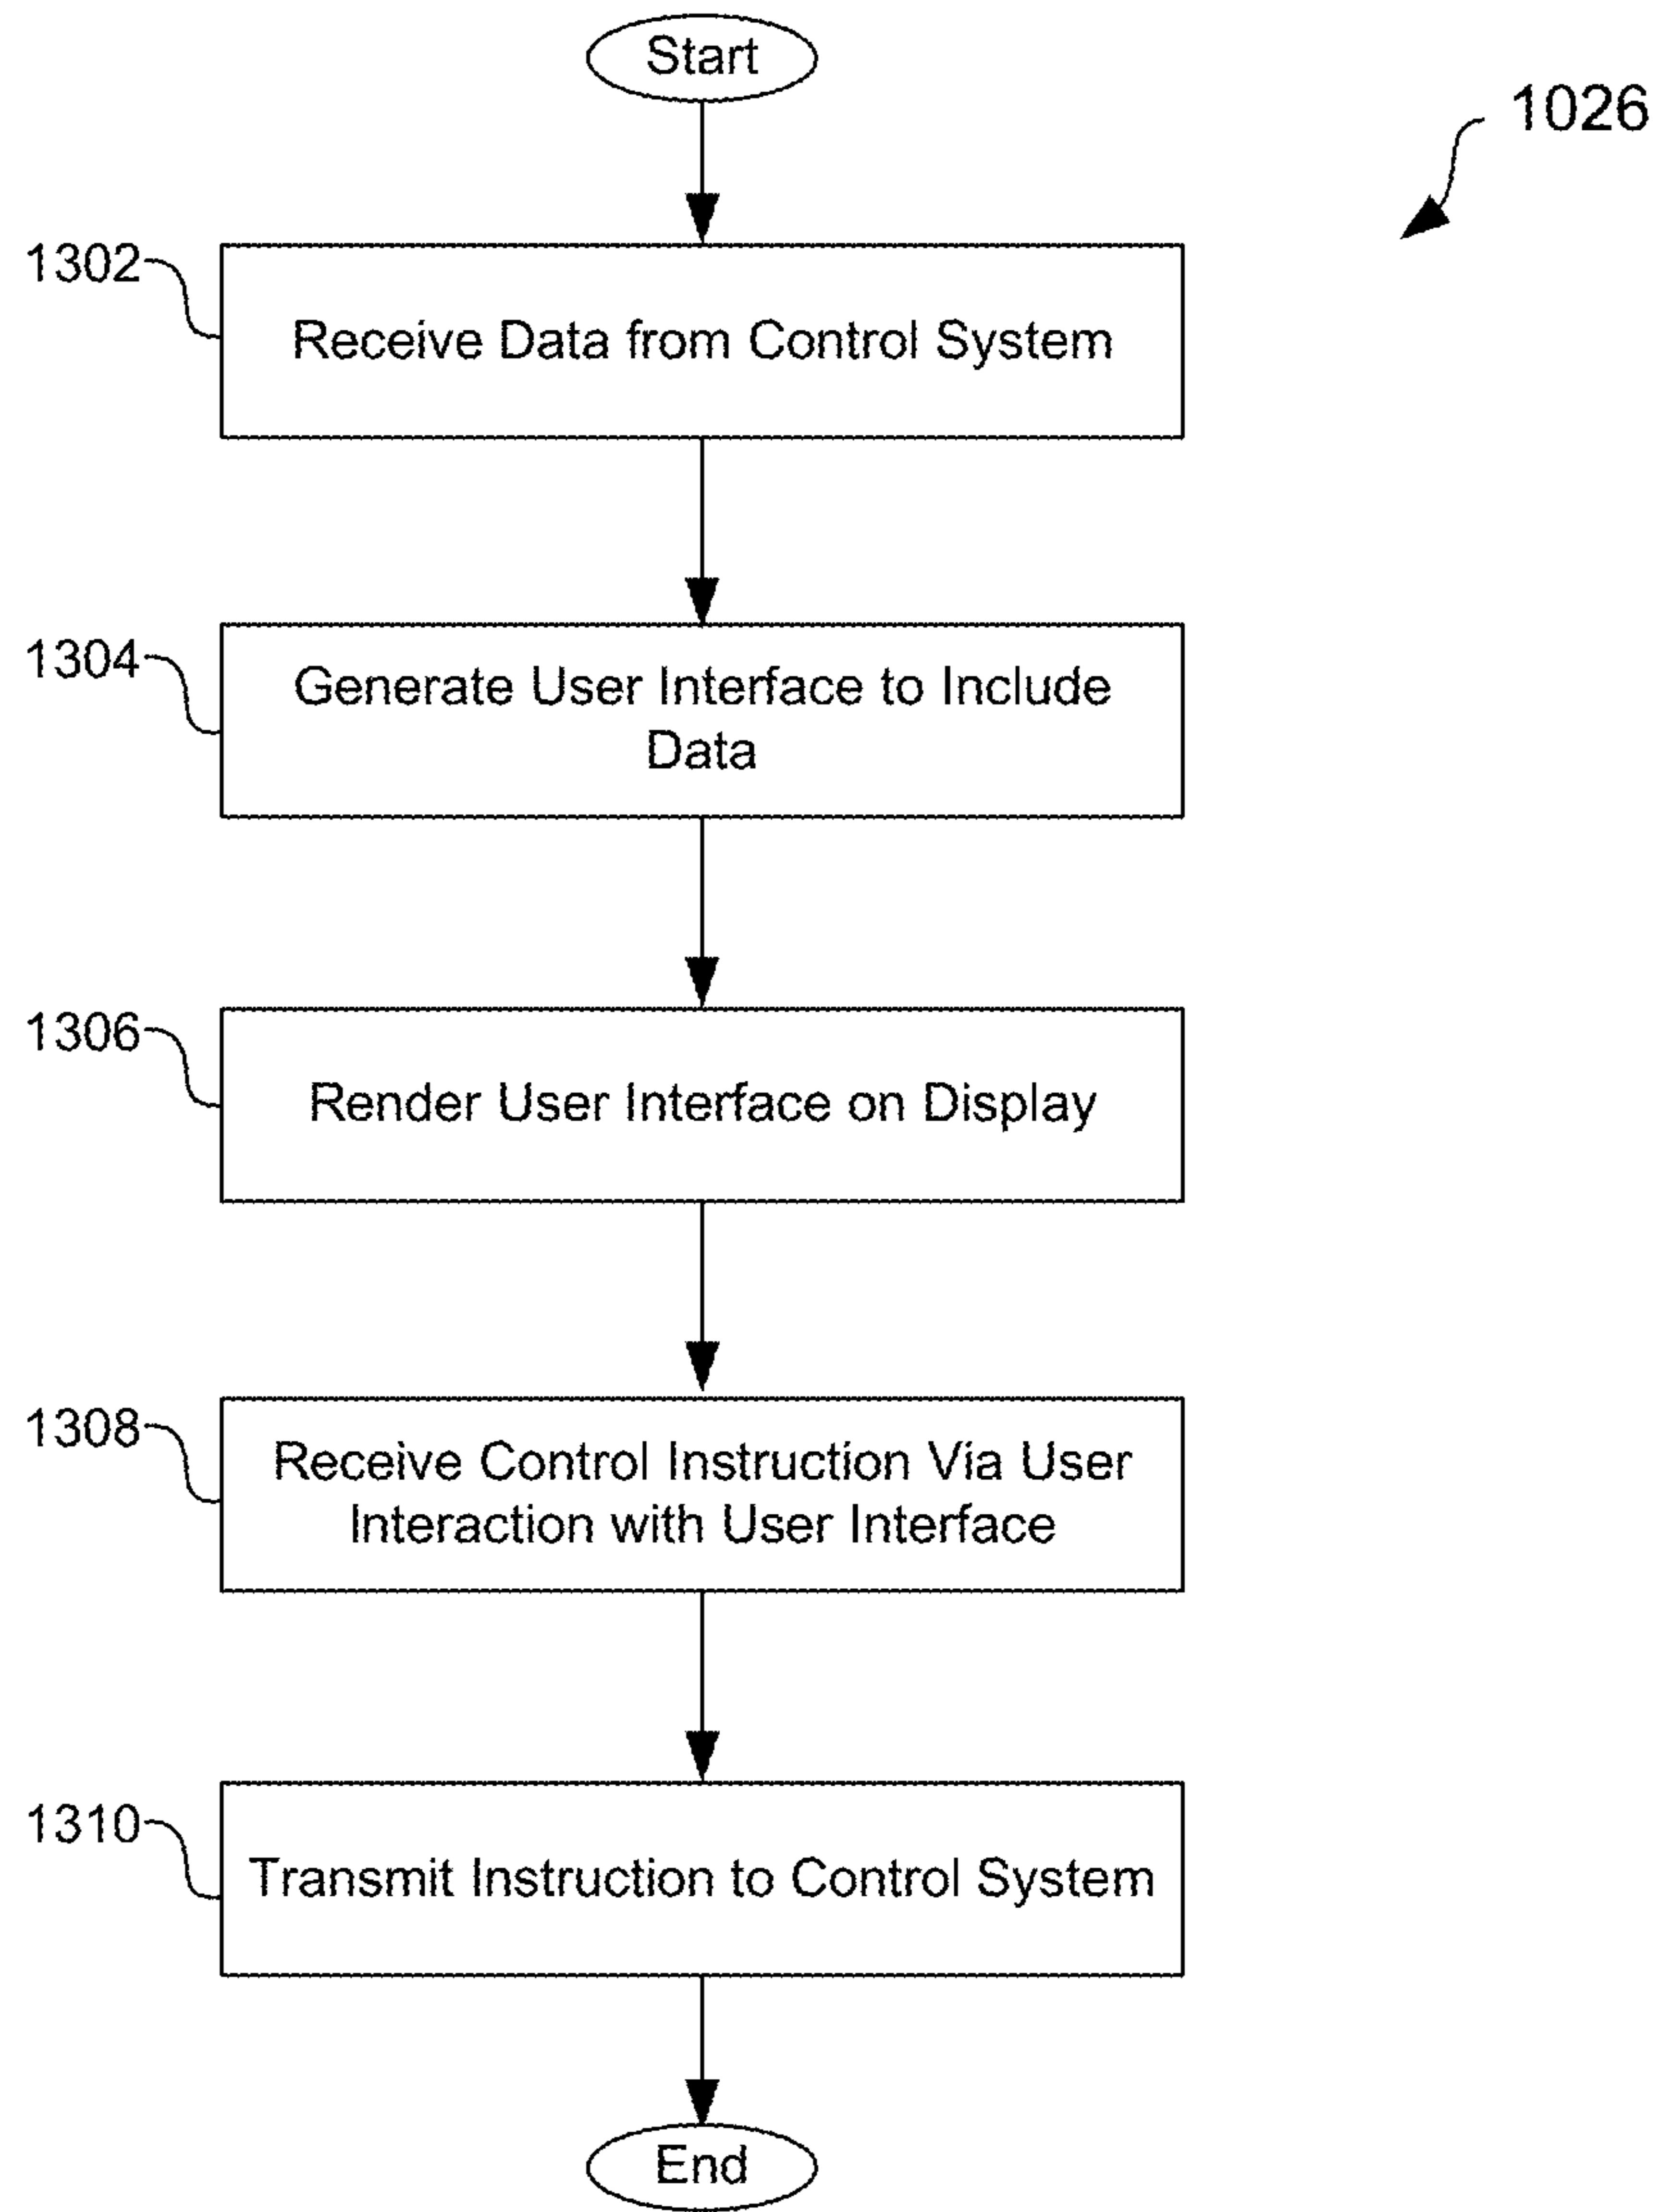 Start
1026
1302
Receive Data from Control System
1304
Generate User Interface to Include
Data
1306
Render User Interface on Display
1308
Receive Control Instruction Via User
Interaction with User Interface
1310
Transmit Instruction to Control System
End